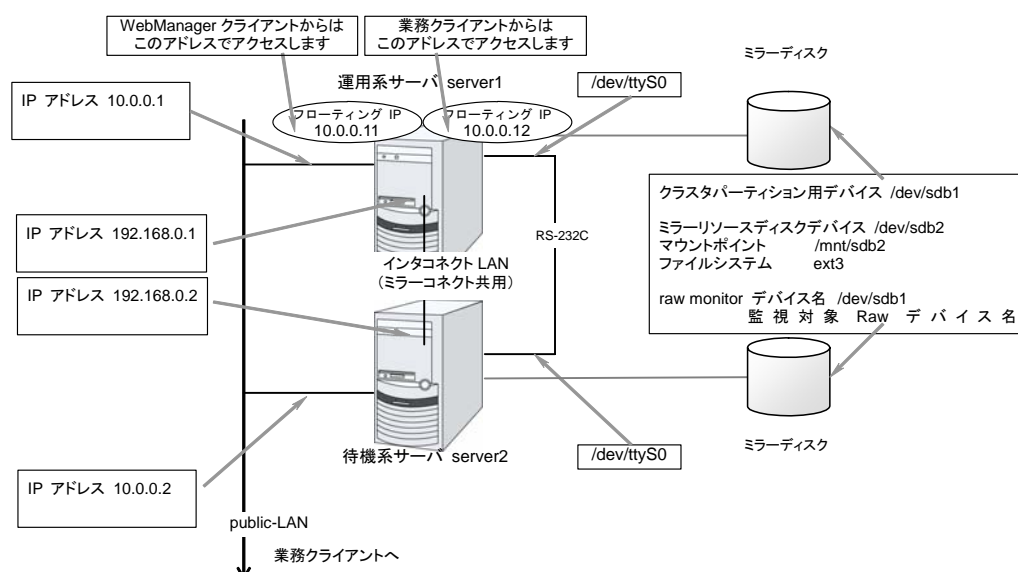 WebManager クライアントからは
このアドレスでアクセスします
業務クライアントからは
このアドレスでアクセスします
ミラーディスク
運用系サーバ server1
/dev/ttyS0
IP アドレス 10.0.0.1
フローティング IP
10.0.0.11
フローティング IP
10.0.0.12
クラスタパーティション用デバイス /dev/sdb1
ミラーリソースディスクデバイス /dev/sdb2
マウントポイント /mnt/sdb2
ファイルシステム ext3
raw monitor デバイス名 /dev/sdb1
監視対象 Raw デバイス名
IP アドレス 192.168.0.1
RS-232C
インタコネクト LAN
（ミラーコネクト共用）
IP アドレス 192.168.0.2
ミラーディスク
待機系サーバ server2
/dev/ttyS0
IP アドレス 10.0.0.2
public-LAN
業務クライアントへ